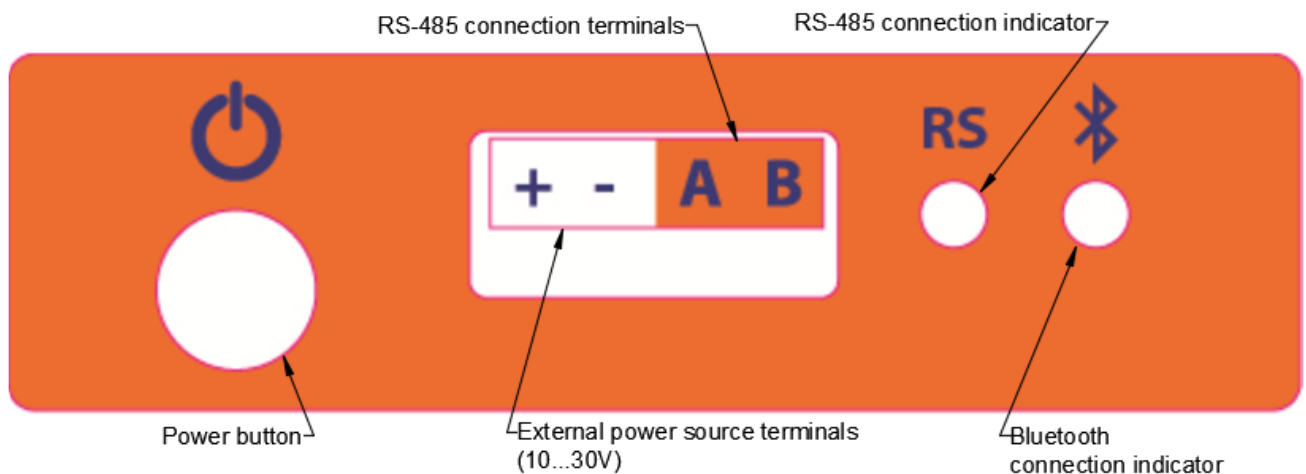 RS-485 connection terminals
RS-485 connection indicator
RS
+ - A B
Power button
External power source terminals
(10...30V)
Bluetooth
connection indicator